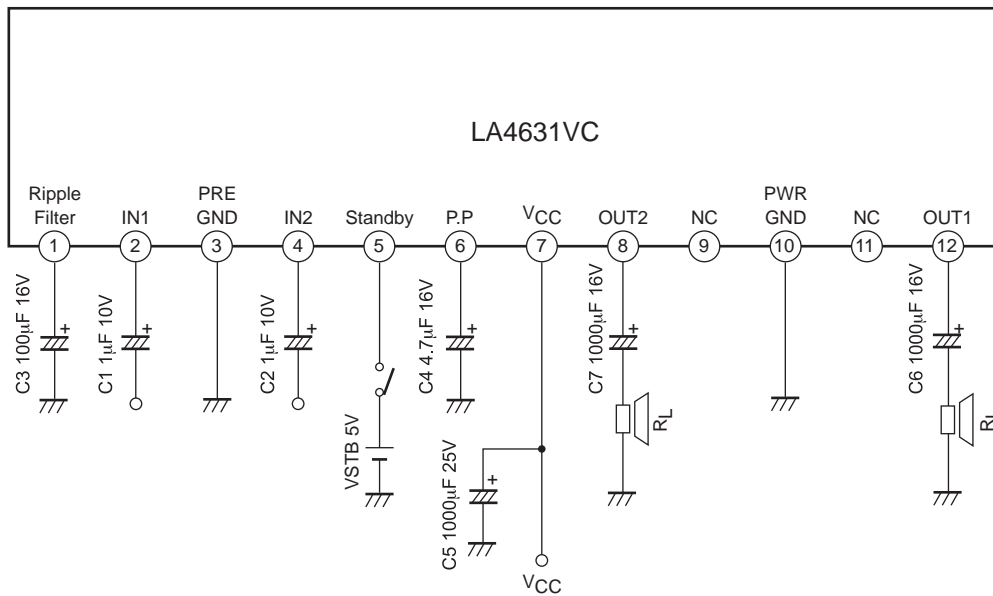 LA4631VC
Ripple
Filter
IN1
PRE
GND
IN2
Standby
P.P
VCC
OUT2
NC
PWR
GND
NC
OUT1
1
2
3
4
5
6
7
8
9
10
11
12
C3 100µF 16V
+
C1 1µF 10V
+
C2 1µF 10V
+
VSTB 5V
C4 4.7µF 16V
+
C5 1000µF 25V
+
VCC
C7 1000µF 16V
+
RL
C6 1000µF 16V
+
RL